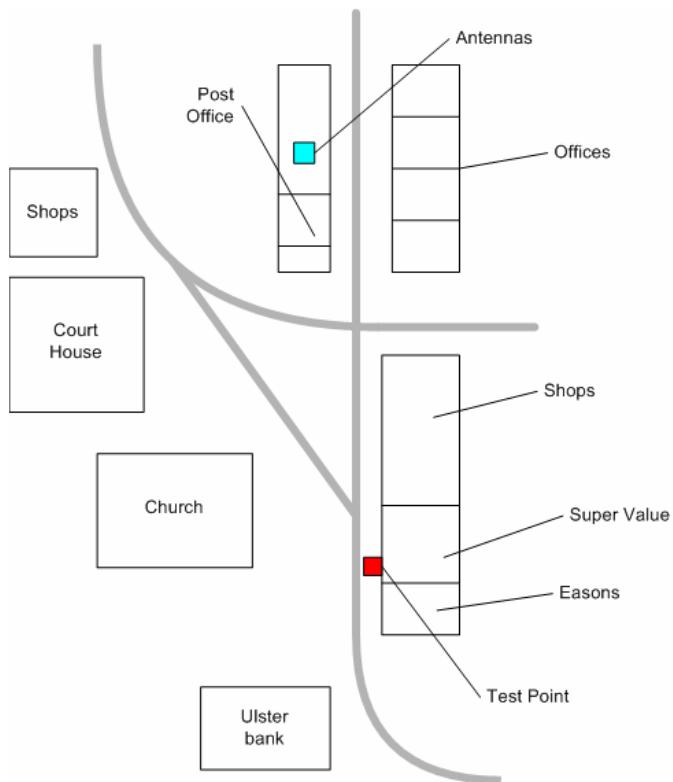 Antennas
Post
Office
Offices
Shops
Court
House
Shops
Church
Super Value
Easons
Test Point
Ulster
bank